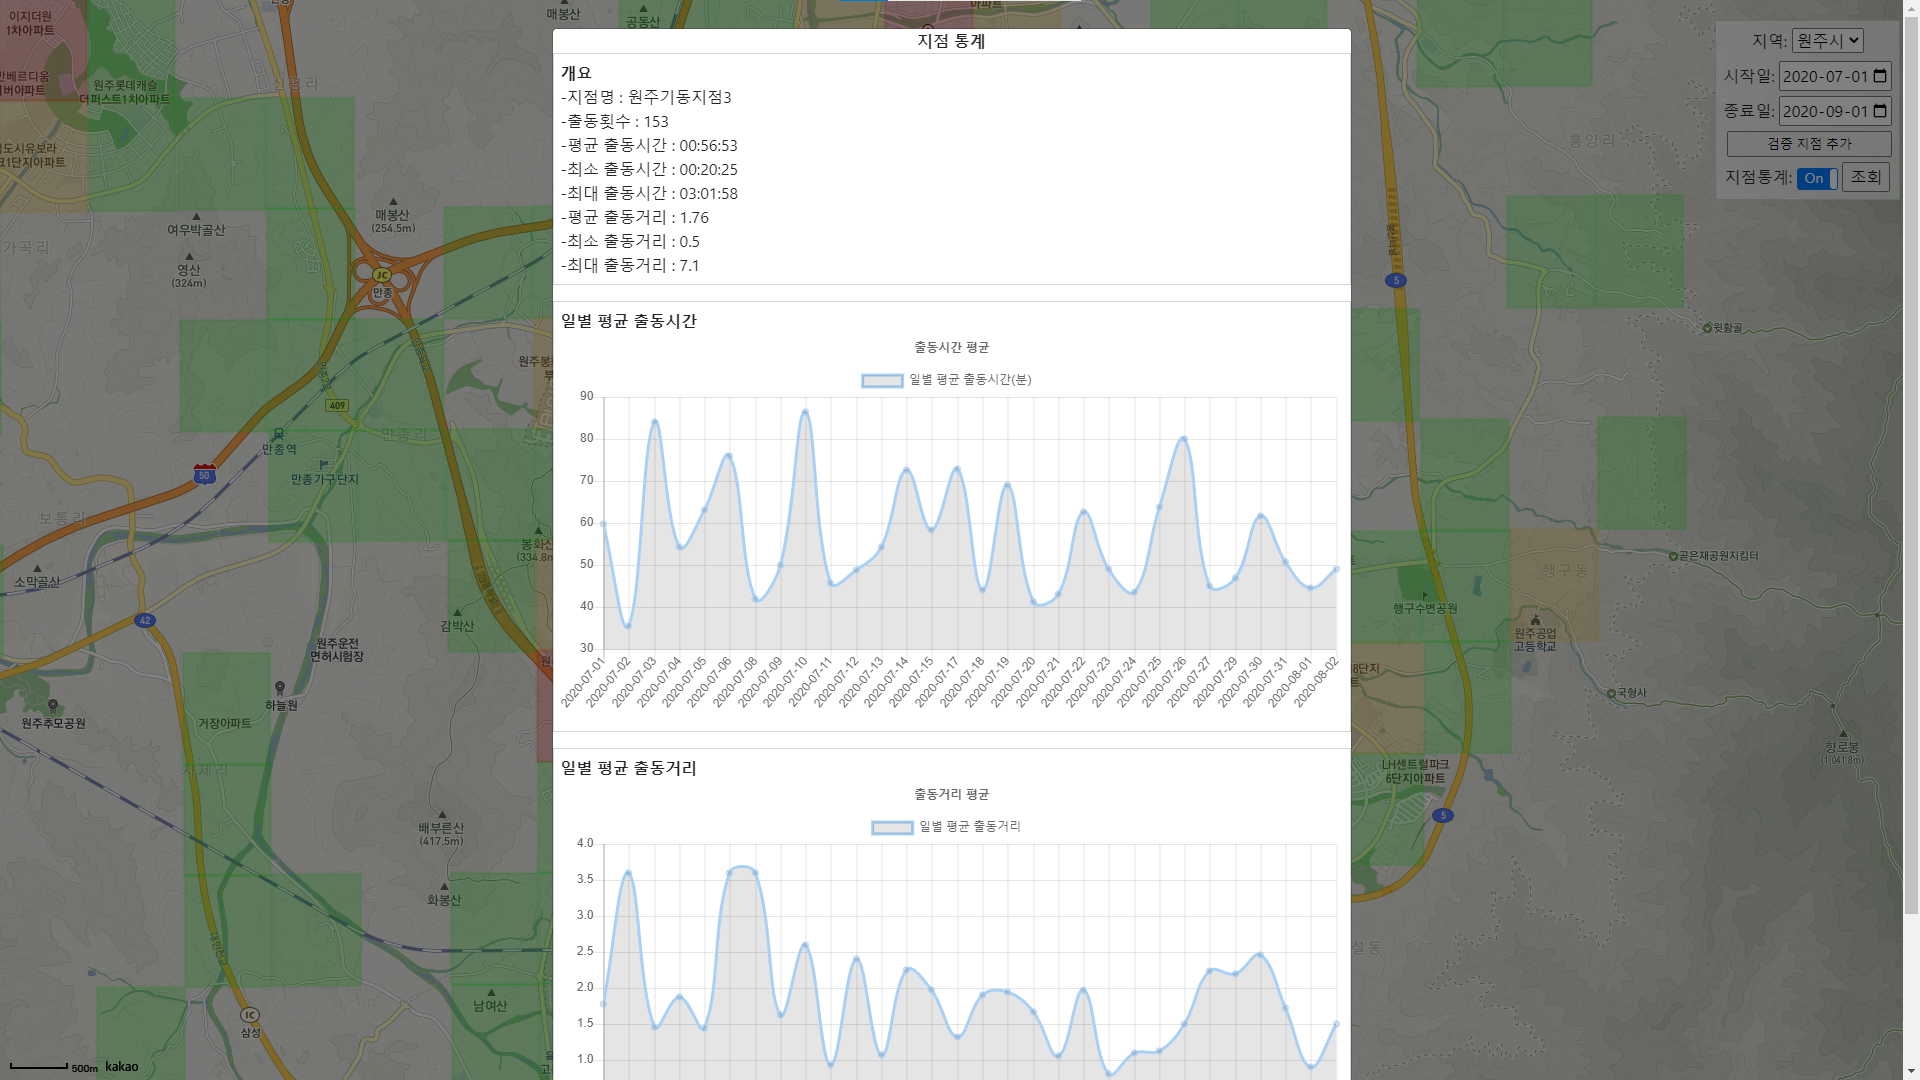 지점 통계
개요
-지점명 : 원주기동지점3
-출동횟수 : 153
-평균 출동시간 : 00:56:53
-최소 출동시간 : 00:20:25
-최대 출동시간 : 03:01:58
-평균 출동거리 : 1.76
-최소 출동거리 : 0.5
-최대 출동거리 : 7.1
일별 평균 출동시간
출동시간 평균
일별 평균 출동시간(분)
90
80
70
60
50
40
30
2020-07-01
2020-07-02
2020-07-03
2020-07-04
2020-07-05
2020-07-06
2020-07-08
2020-07-09
2020-07-10
2020-07-11
2020-07-12
2020-07-13
2020-07-14
2020-07-15
2020-07-17
2020-07-18
2020-07-19
2020-07-20
2020-07-21
2020-07-22
2020-07-23
2020-07-24
2020-07-25
2020-07-26
2020-07-27
2020-07-29
2020-07-30
2020-07-31
2020-08-01
2020-08-02
일별 평균 출동거리
출동거리 평균
일별 평균 출동거리
4.0
3.5
3.0
2.5
2.0
1.5
1.0
지역: 원주시
시작일: 2020-07-01
종료일: 2020-09-01
검증 지점 추가
지점통계: On 조회
이지더원
1차아파트
원주롯데캐슬
더퍼스트1차아파트
신평리
매봉산
공동산
여우박골산
매봉산
(254.5m)
가곡리
영산
(324m)
JC
만종
409
만종리
만종역
50
만종가구단지
보통리
봉화산
소막골산
42
감박산
원주운전
면허시험장
하늘원
원주추모공원
거장아파트
사제리
배부른산
(417.5m)
화봉산
남여산
IC
삼성
500m kakao
흥양리
5
윗황골
곧은재공원지킴터
행구동
행구수변공원
원주공업
고등학교
국형사
향로봉
(1,041.8m)
LH센트럴파크
6단지아파트
5